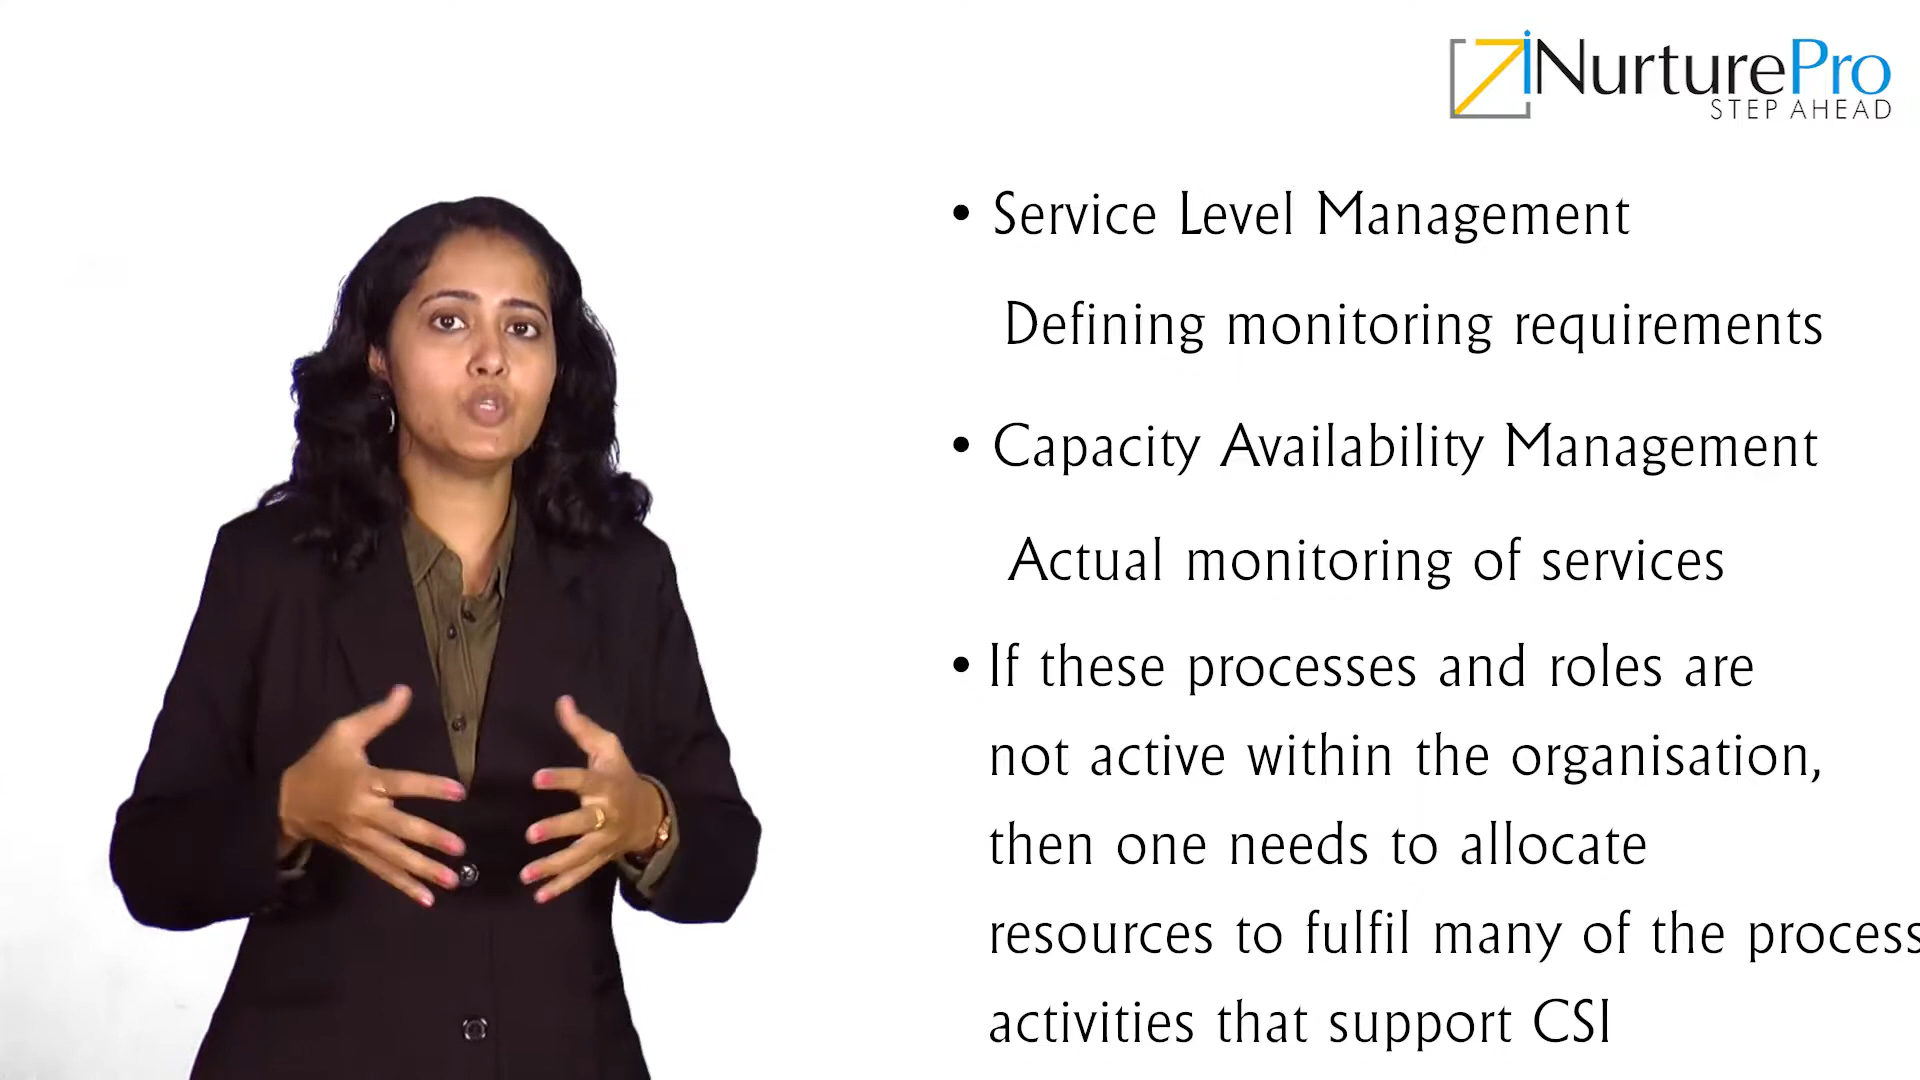 iNurturePro
STEP AHEAD
• Service Level Management
Defining monitoring requirements
• Capacity Availability Management
Actual monitoring of services
• If these processes and roles are
not active within the organisation,
then one needs to allocate
resources to fulfil many of the process
activities that support CSI